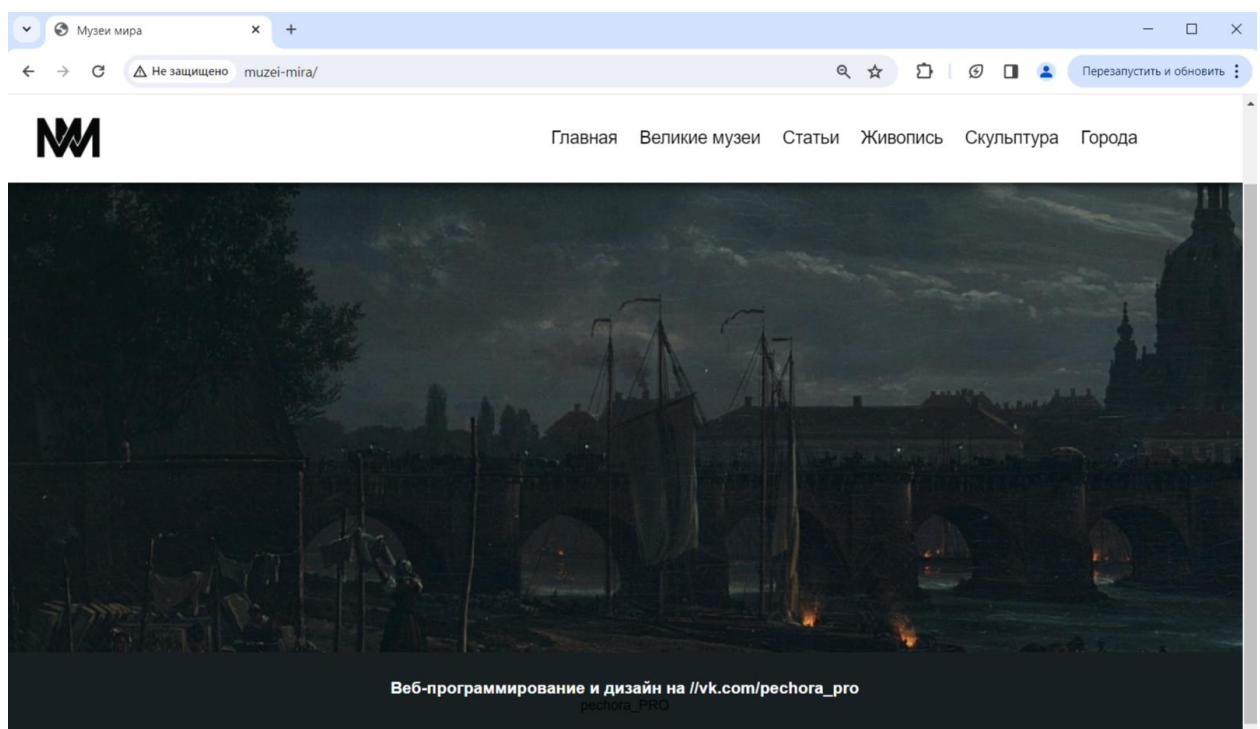 Музеи мира
Не защищено muzei-mira/
Перезапустить и обновить
Главная Великие музеи Статьи Живопись Скульптура Города
Веб-программирование и дизайн на //vk.com/pechora_pro
pechora_PRO